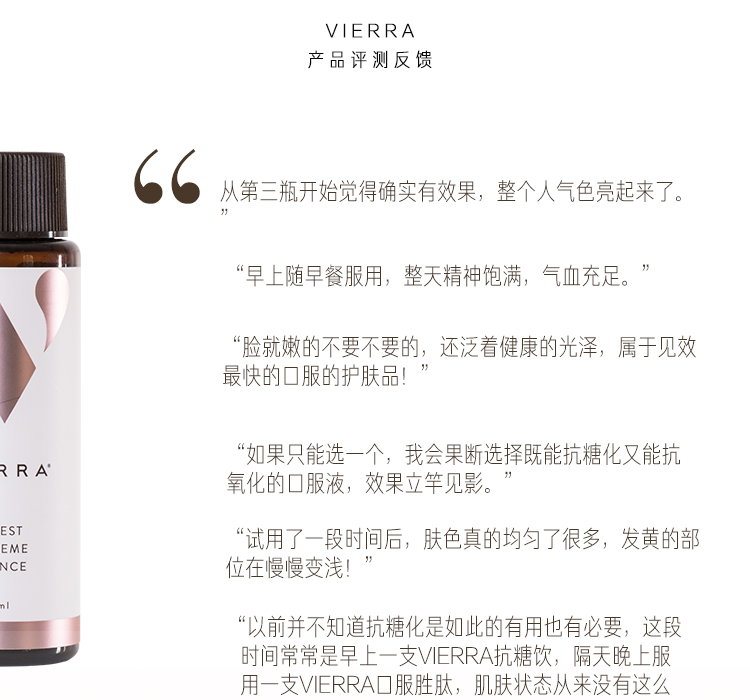 VIERRA
产品评测反馈
“
从第三瓶开始觉得确实有效果，整个人气色亮起来了。
”
“早上随早餐服用，整天精神饱满，气血充足。”
“脸就嫩的不要不要的，还泛着健康的光泽，属于见效
最快的口服的护肤品！”
“如果只能选一个，我会果断选择既能抗糖化又能抗
氧化的口服液，效果立竿见影。”
“试用了一段时间后，肤色真的均匀了很多，发黄的部
位在慢慢变浅！”
“以前并不知道抗糖化是如此的有用也有必要，这段
时间常常是早上一支VIERRA抗糖饮，隔天晚上服
用一支VIERRA口服胜肽，肌肤状态从来没有这么
ERRA®
EST
EME
NCE
ml